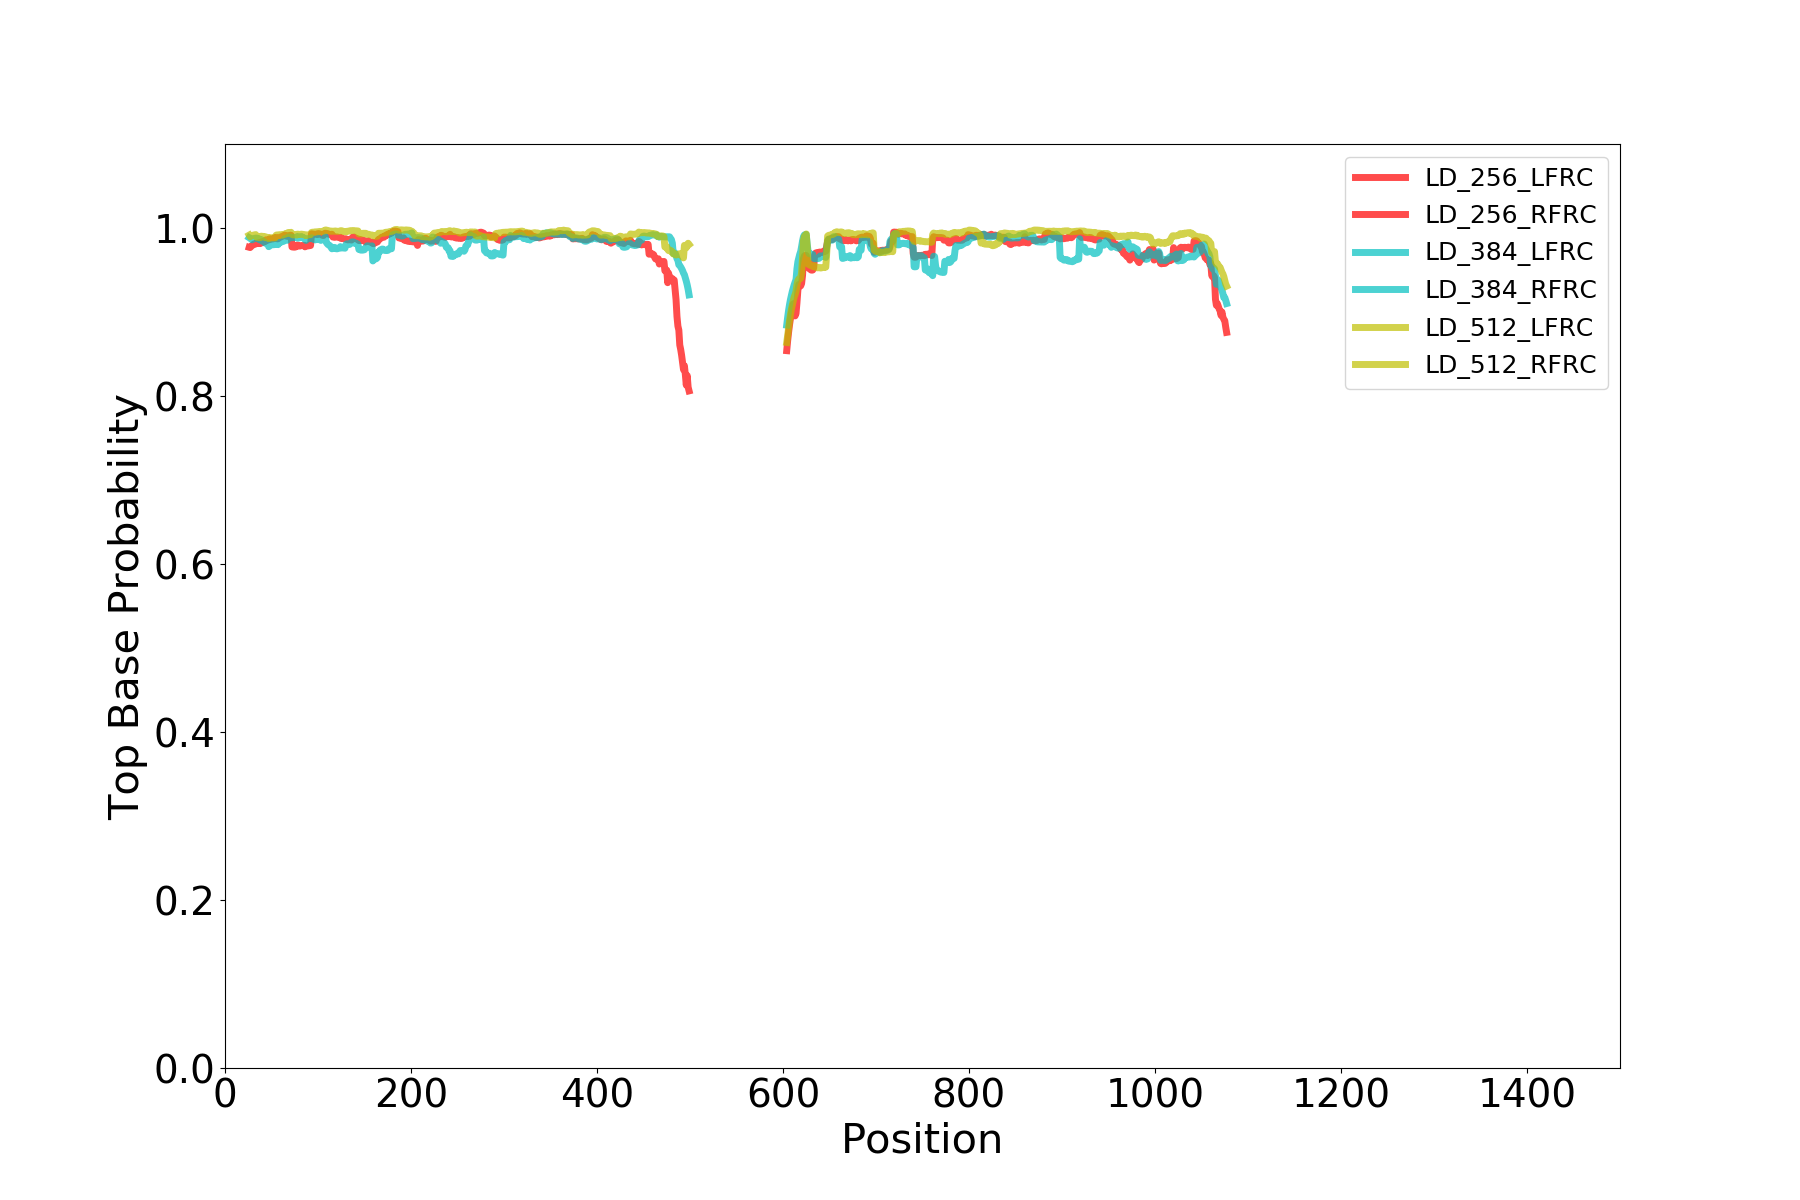 LD_256_LFRC
LD_256_RFRC
LD_384_LFRC
LD_384_RFRC
LD_512_LFRC
LD_512_RFRC
1.0
0.8
0.6
0.4
0.2
0.0
Top Base Probability
0 200 400 600 800 1000 1200 1400
Position